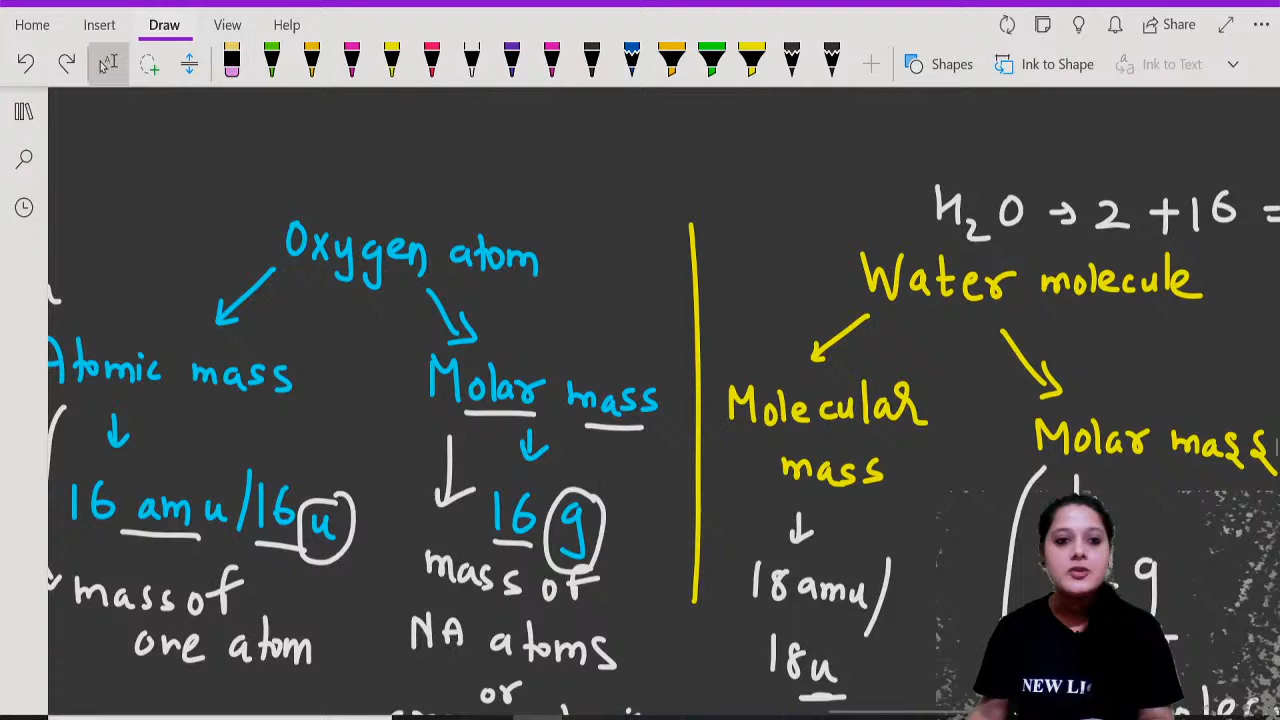 Home Insert Draw View Help
Share
Shapes Ink to Shape Ink to Text
H2O → 2 + 16 =
Oxygen atom
Water molecule
Atomic mass
Molar mass
Molecular
mass
Molar mass
16 amu/16 u
16 g
mass of
one atom
mass of
NA atoms
or
18 amu/
18u
g
NEW